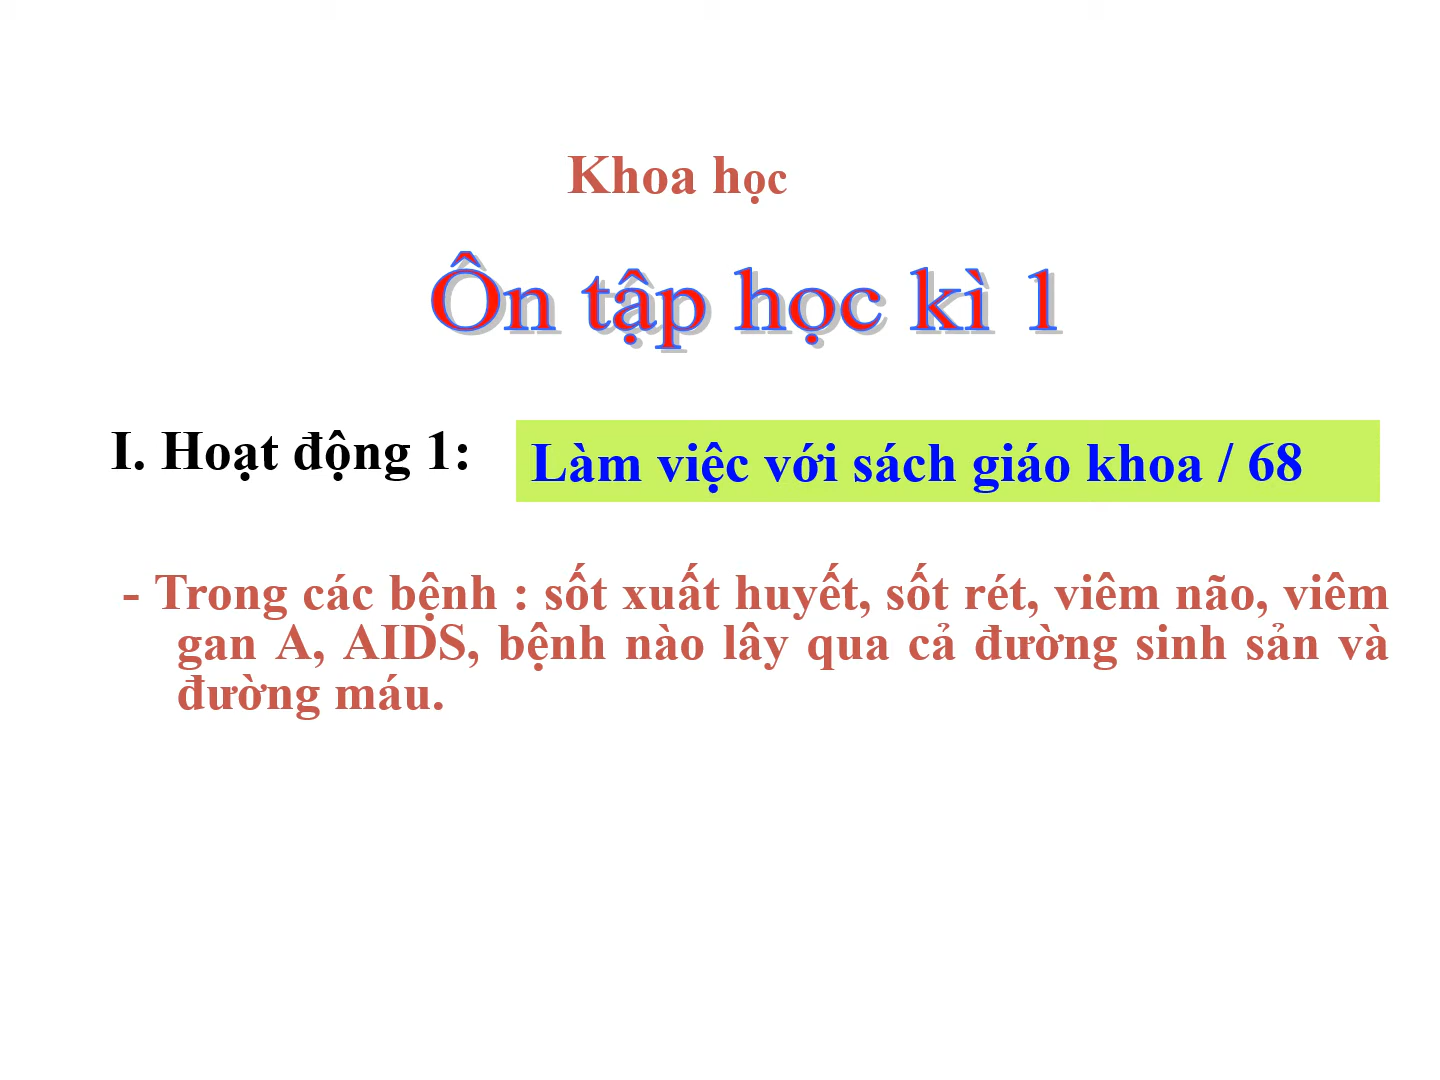 Khoa học
Ôn tập học kì 1
I. Hoạt động 1:
Làm việc với sách giáo khoa / 68
- Trong các bệnh : sốt xuất huyết, sốt rét, viêm não, viêm
gan A, AIDS, bệnh nào lây qua cả đường sinh sản và
đường máu.